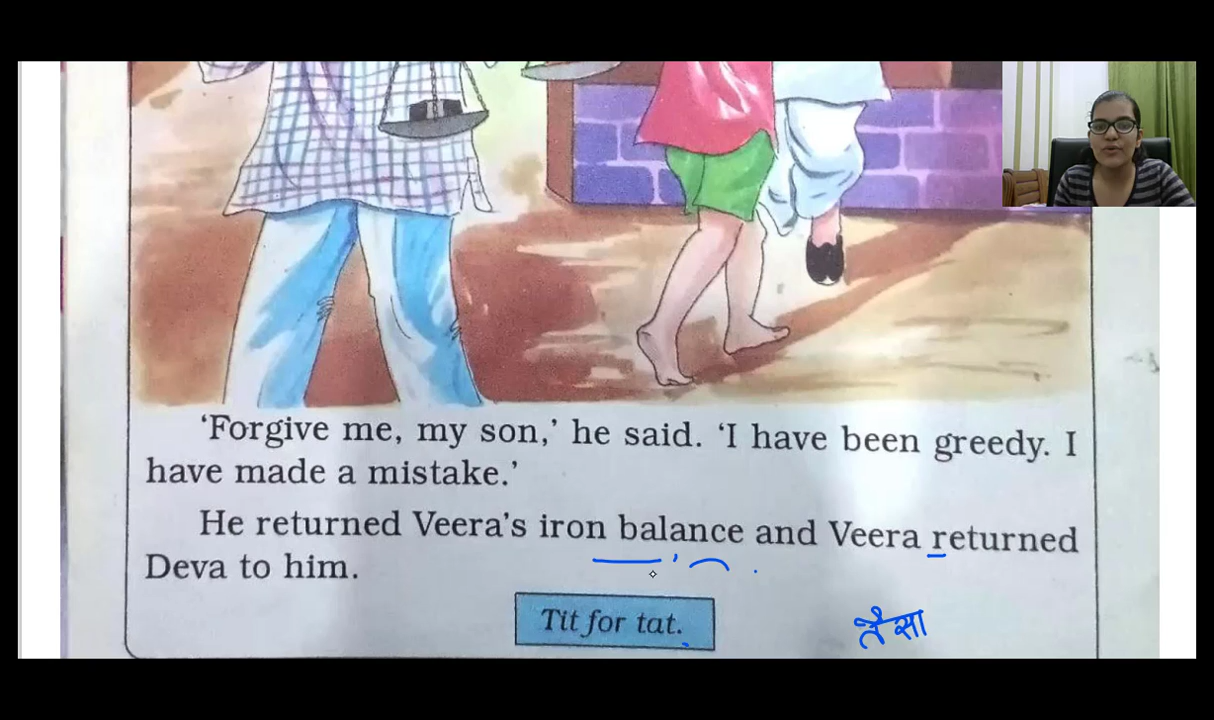 ‘Forgive me, my son,’ he said. ‘I have been greedy. I
have made a mistake.’
He returned Veera’s iron balance and Veera returned
Deva to him.
Tit for tat.
तैसा